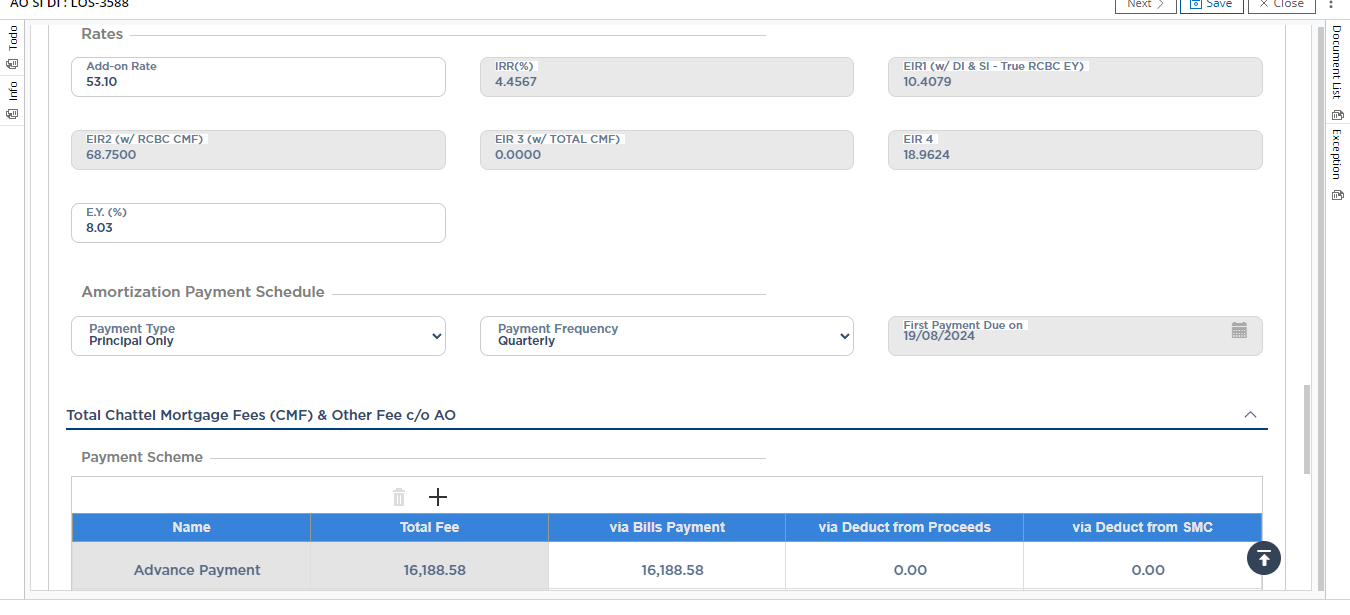 AO SI DI : LOS-3588
Next
Save
Close
Todo
Info
Document List
Exception
Rates
Add-on Rate
53.10
IRR(%)
4.4567
EIR1 (w/ DI & SI - True RCBC EY)
10.4079
EIR2 (w/ RCBC CMF)
68.7500
EIR 3 (w/ TOTAL CMF)
0.0000
EIR 4
18.9624
E.Y. (%)
8.03
Amortization Payment Schedule
Payment Type
Principal Only
Payment Frequency
Quarterly
First Payment Due on
19/08/2024
Total Chattel Mortgage Fees (CMF) & Other Fee c/o AO
Payment Scheme
Name Total Fee via Bills Payment via Deduct from Proceeds via Deduct from SMC
Advance Payment 16,188.58 16,188.58 0.00 0.00